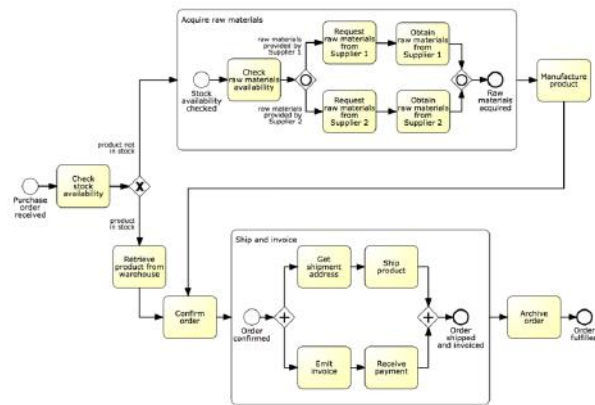 Acquire raw materials
raw materials
provided by
Supplier 1
Request
raw materials
from
Supplier 1
Obtain
raw materials
from
Supplier 1
Check
raw materials
availability
Stock
availability
checked
raw materials
provided by
Supplier 2
Request
raw materials
from
Supplier 2
Obtain
raw materials
from
Supplier 2
Raw
materials
acquired
Manufacture
product
product not
in stock
Check
stock
availability
X
Purchase
order
received
product
in stock
Retrieve
product from
warehouse
Confirm
order
Ship and invoice
Get
shipment
address
Ship
product
Order
confirmed
Emit
invoice
Receive
payment
Order
shipped
and invoiced
Archive
order
Order
fulfilled